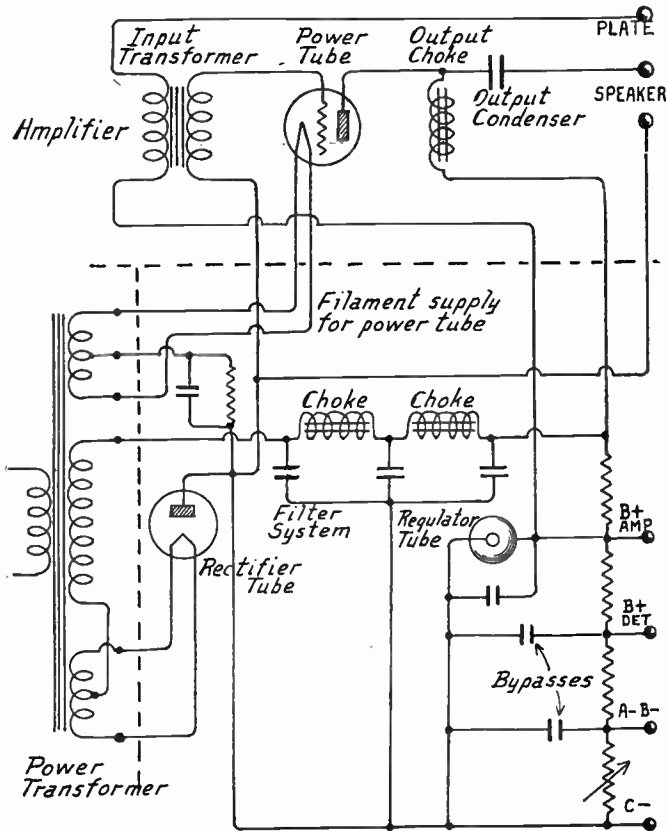 PLATE
Input
Transformer
Power
Tube
Output
Choke
SPEAKER
Output
Condenser
Amplifier
Filament supply
for power tube
Choke
Choke
Filter
System
Regulator
Tube
B+
AMP
Rectifier
Tube
B+
DET
Bypasses
A- B-
Power
Transformer
C-